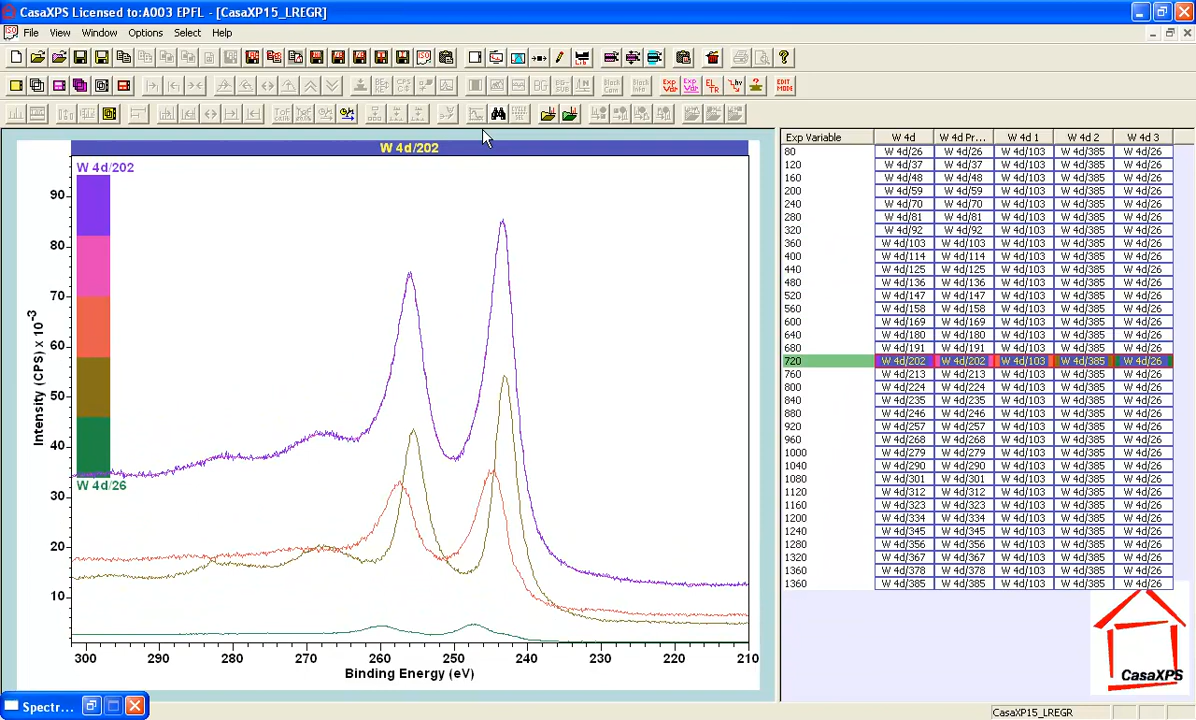 CasaXPS Licensed to:A003 EPFL - [CasaXP15_LREGR]
File View Window Options Select Help
W 4d/202
W 4d/202
W 4d/26
Intensity (CPS) x 10⁻³
90
80
70
60
50
40
30
20
10
300 290 280 270 260 250 240 230 220 210
Binding Energy (eV)
Exp Variable W 4d W 4d Pr... W 4d 1 W 4d 2 W 4d 3
80 W 4d/26 W 4d/26 W 4d/103 W 4d/385 W 4d/26
120 W 4d/37 W 4d/37 W 4d/103 W 4d/385 W 4d/26
160 W 4d/48 W 4d/48 W 4d/103 W 4d/385 W 4d/26
200 W 4d/59 W 4d/59 W 4d/103 W 4d/385 W 4d/26
240 W 4d/70 W 4d/70 W 4d/103 W 4d/385 W 4d/26
280 W 4d/81 W 4d/81 W 4d/103 W 4d/385 W 4d/26
320 W 4d/92 W 4d/92 W 4d/103 W 4d/385 W 4d/26
360 W 4d/103 W 4d/103 W 4d/103 W 4d/385 W 4d/26
400 W 4d/114 W 4d/114 W 4d/103 W 4d/385 W 4d/26
440 W 4d/125 W 4d/125 W 4d/103 W 4d/385 W 4d/26
480 W 4d/136 W 4d/136 W 4d/103 W 4d/385 W 4d/26
520 W 4d/147 W 4d/147 W 4d/103 W 4d/385 W 4d/26
560 W 4d/158 W 4d/158 W 4d/103 W 4d/385 W 4d/26
600 W 4d/169 W 4d/169 W 4d/103 W 4d/385 W 4d/26
640 W 4d/180 W 4d/180 W 4d/103 W 4d/385 W 4d/26
680 W 4d/191 W 4d/191 W 4d/103 W 4d/385 W 4d/26
720 W 4d/202 W 4d/202 W 4d/103 W 4d/385 W 4d/26
760 W 4d/213 W 4d/213 W 4d/103 W 4d/385 W 4d/26
800 W 4d/224 W 4d/224 W 4d/103 W 4d/385 W 4d/26
840 W 4d/235 W 4d/235 W 4d/103 W 4d/385 W 4d/26
880 W 4d/246 W 4d/246 W 4d/103 W 4d/385 W 4d/26
920 W 4d/257 W 4d/257 W 4d/103 W 4d/385 W 4d/26
960 W 4d/268 W 4d/268 W 4d/103 W 4d/385 W 4d/26
1000 W 4d/279 W 4d/279 W 4d/103 W 4d/385 W 4d/26
1040 W 4d/290 W 4d/290 W 4d/103 W 4d/385 W 4d/26
1080 W 4d/301 W 4d/301 W 4d/103 W 4d/385 W 4d/26
1120 W 4d/312 W 4d/312 W 4d/103 W 4d/385 W 4d/26
1160 W 4d/323 W 4d/323 W 4d/103 W 4d/385 W 4d/26
1200 W 4d/334 W 4d/334 W 4d/103 W 4d/385 W 4d/26
1240 W 4d/345 W 4d/345 W 4d/103 W 4d/385 W 4d/26
1280 W 4d/356 W 4d/356 W 4d/103 W 4d/385 W 4d/26
1320 W 4d/367 W 4d/367 W 4d/103 W 4d/385 W 4d/26
1360 W 4d/378 W 4d/378 W 4d/103 W 4d/385 W 4d/26
1360 W 4d/385 W 4d/385 W 4d/103 W 4d/385 W 4d/26
CasaXPS
Spectr...
CasaXP15_LREGR